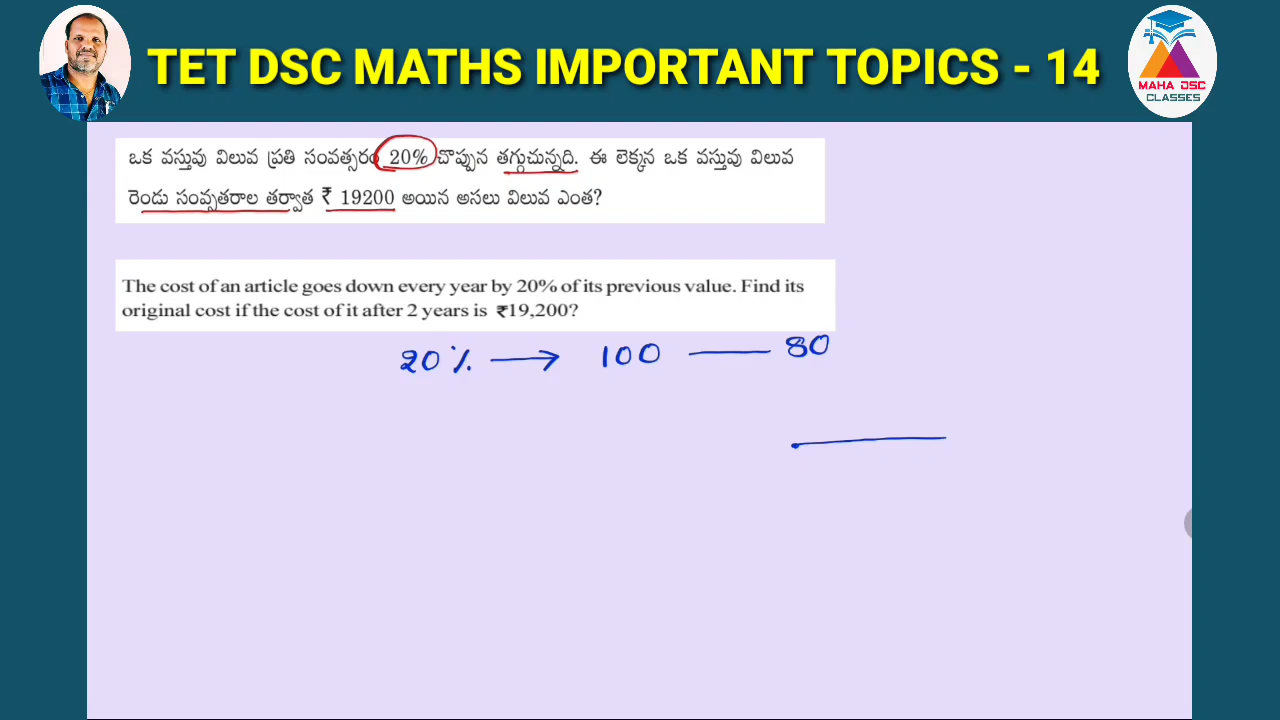 TET DSC MATHS IMPORTANT TOPICS - 14
MAHA DSC
CLASSES
ఒక వస్తువు విలువ ప్రతి సంవత్సరం 20% చొప్పున తగ్గుచున్నది. ఈ లెక్కన ఒక వస్తువు విలువ
రెండు సంవ్సతరాల తర్వాత ₹ 19200 అయిన అసలు విలువ ఎంత?
The cost of an article goes down every year by 20% of its previous value. Find its
original cost if the cost of it after 2 years is ₹19,200?
20% → 100 — 80